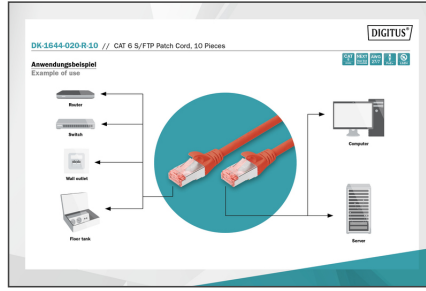 DIGITUS®
DK-1644-020-R-10 // CAT 6 S/FTP Patch Cord, 10 Pieces
Anwendungsbeispiel
Example of use
Router
Switch
Wall outlet
Floor tank
Computer
Server